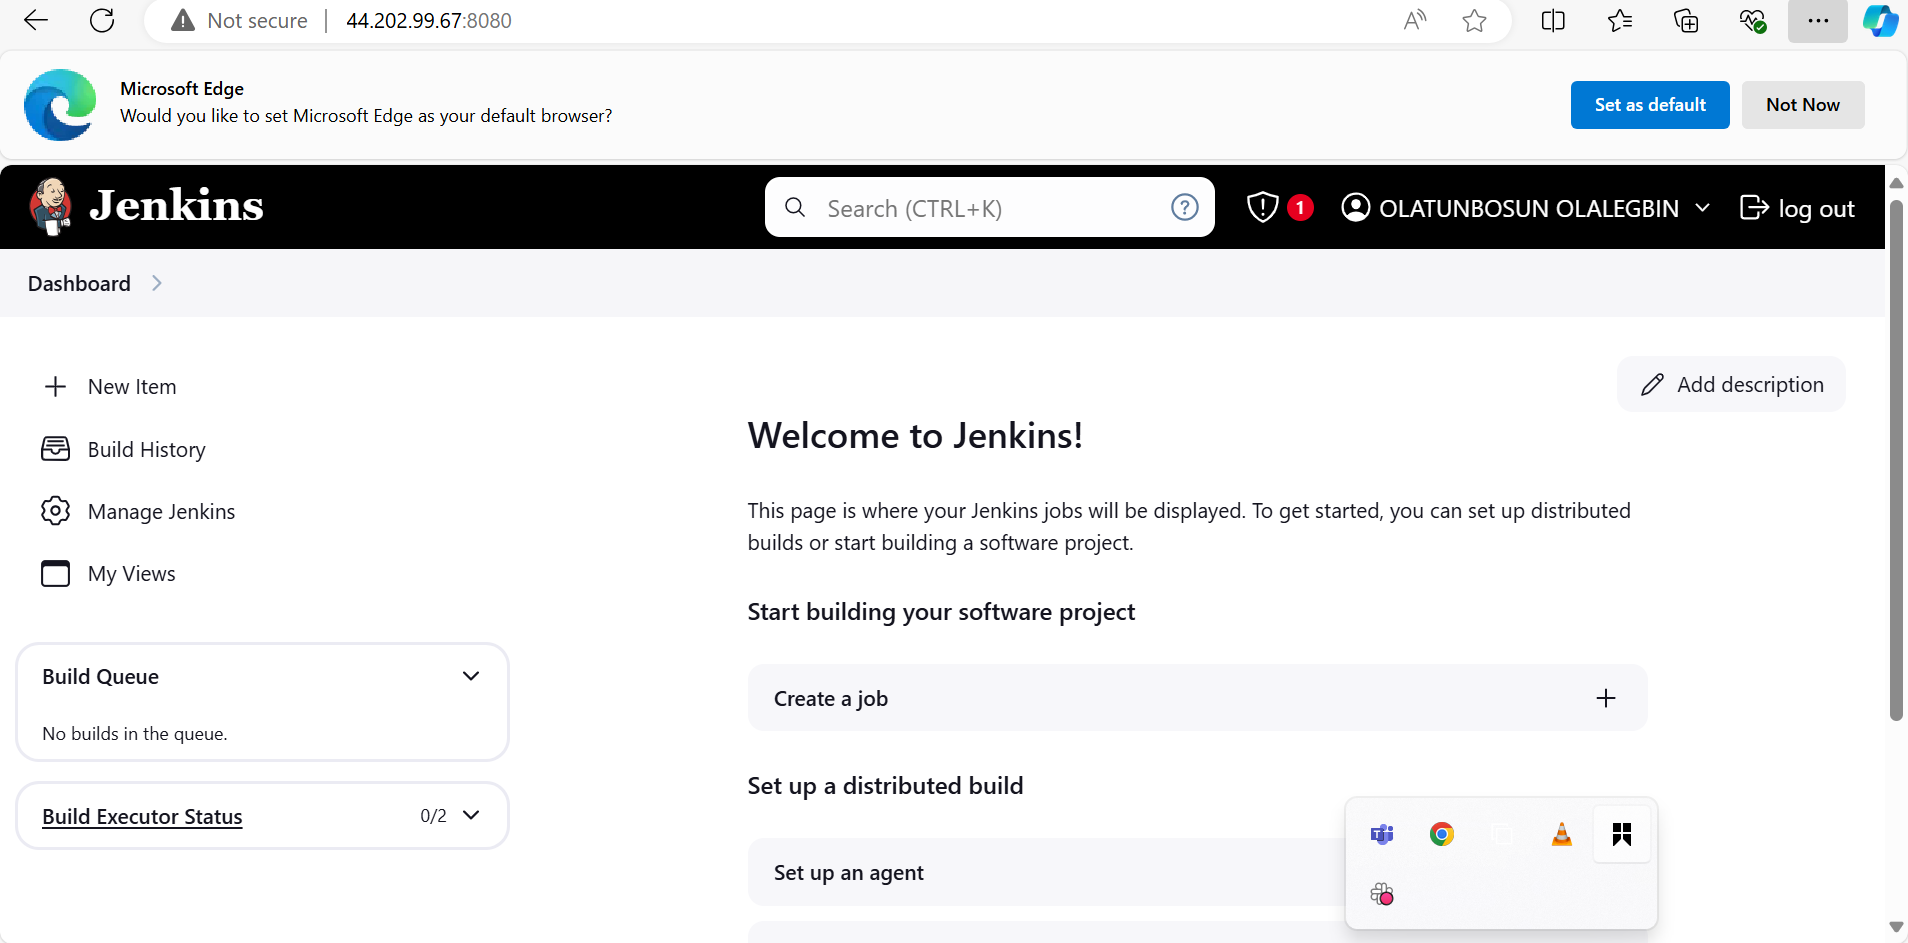 Not secure | 44.202.99.67:8080
Microsoft Edge
Would you like to set Microsoft Edge as your default browser?
Set as default
Not Now
Jenkins
Search (CTRL+K)
1
OLATUNBOSUN OLALEGBIN
log out
Dashboard
New Item
Build History
Manage Jenkins
My Views
Build Queue
No builds in the queue.
Build Executor Status 0/2
Add description
Welcome to Jenkins!
This page is where your Jenkins jobs will be displayed. To get started, you can set up distributed
builds or start building a software project.
Start building your software project
Create a job
Set up a distributed build
Set up an agent